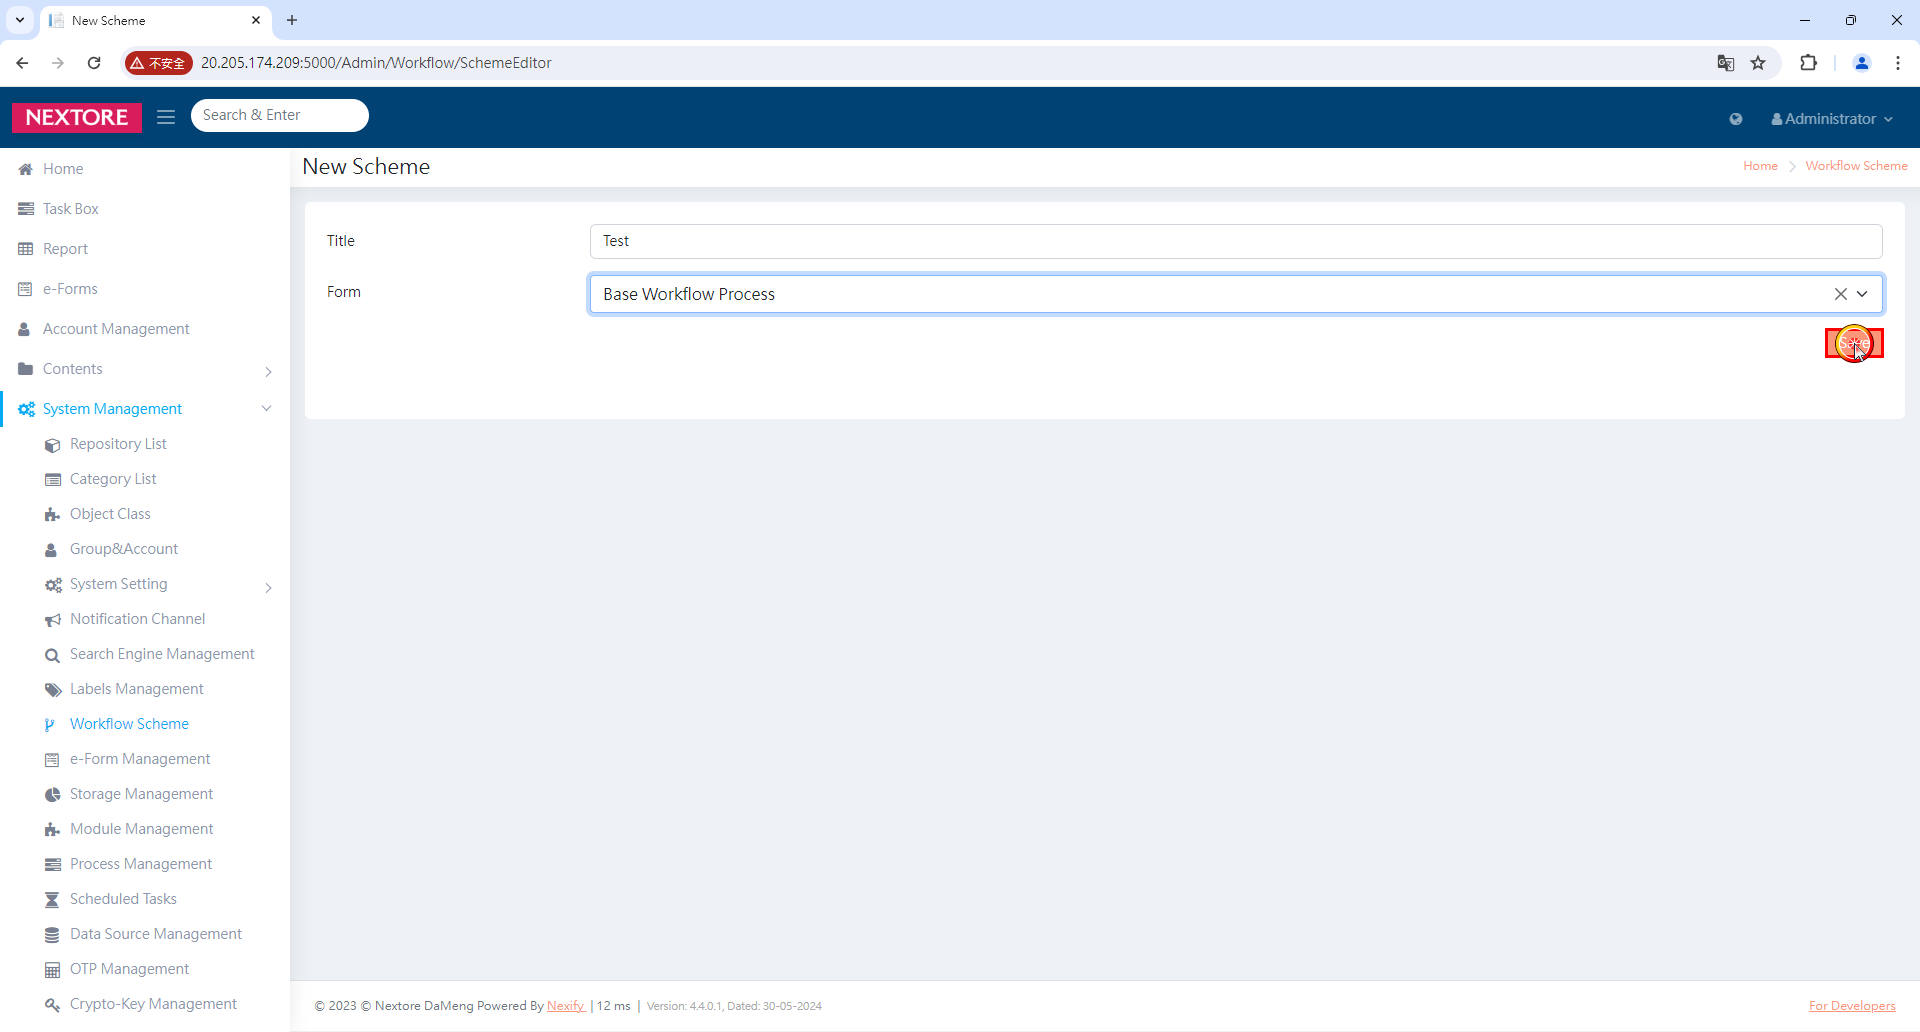 New Scheme
不安全 20.205.174.209:5000/Admin/Workflow/SchemeEditor
NEXTORE Search & Enter Administrator
Home
Task Box
Report
e-Forms
Account Management
Contents
System Management
Repository List
Category List
Object Class
Group&Account
System Setting
Notification Channel
Search Engine Management
Labels Management
Workflow Scheme
e-Form Management
Storage Management
Module Management
Process Management
Scheduled Tasks
Data Source Management
OTP Management
Crypto-Key Management
New Scheme
Home > Workflow Scheme
Title Test
Form Base Workflow Process
Save
© 2023 © Nextore DaMeng Powered By Nexify | 12 ms | Version: 4.4.0.1, Dated: 30-05-2024
For Developers